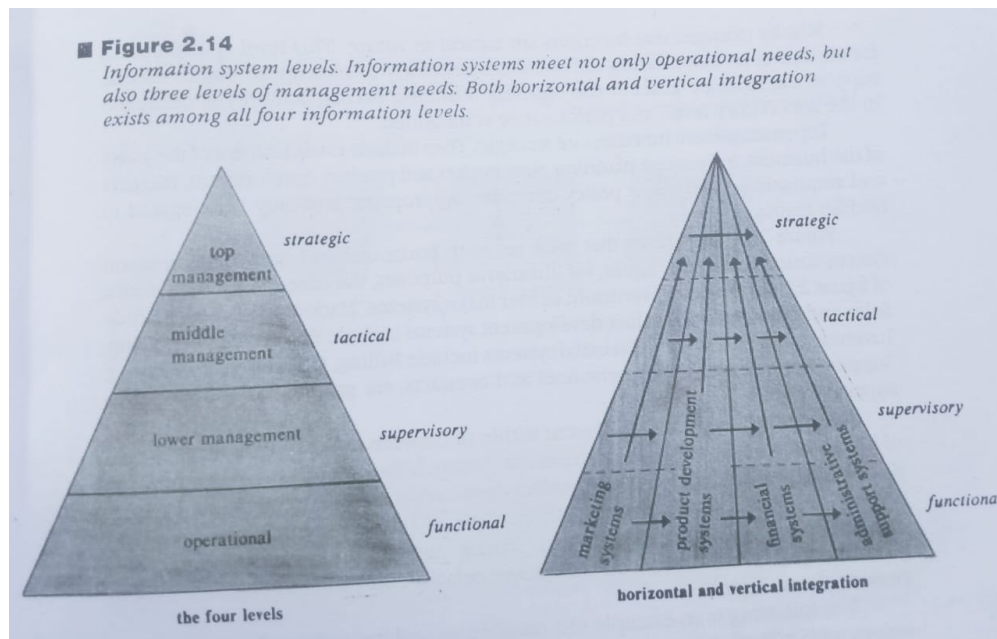 Figure 2.14
Information system levels. Information systems meet not only operational needs, but
also three levels of management needs. Both horizontal and vertical integration
exists among all four information levels.
top
management
strategic
middle
management
tactical
lower management
supervisory
operational
functional
the four levels
strategic
tactical
supervisory
functiona
marketing
systems
product development
systems
financial
systems
administrative
support systems
horizontal and vertical integration